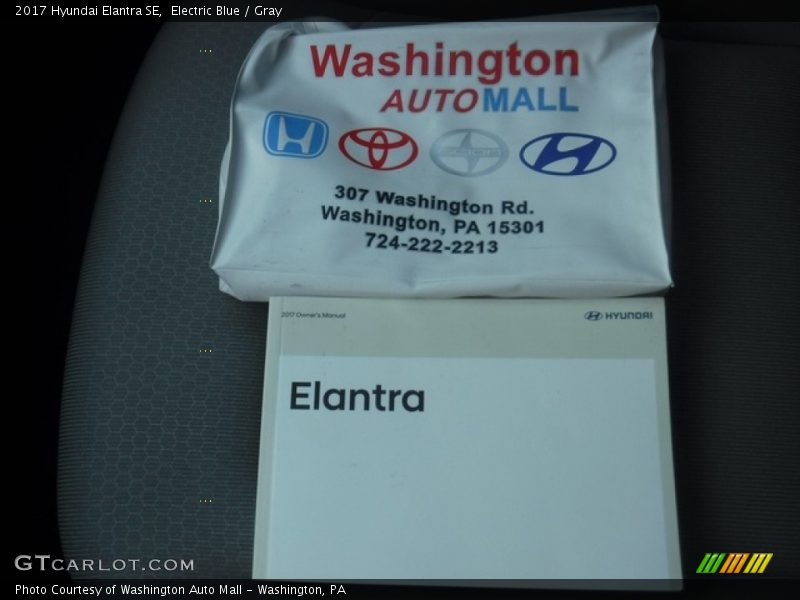 2017 Hyundai Elantra SE,  Electric Blue / Gray
Washington
AUTOMALL
307 Washington Rd.
Washington, PA 15301
724-222-2213
2017 Owner's Manual
HYUNDAI
Elantra
GTCARLOT.COM
Photo Courtesy of Washington Auto Mall - Washington, PA